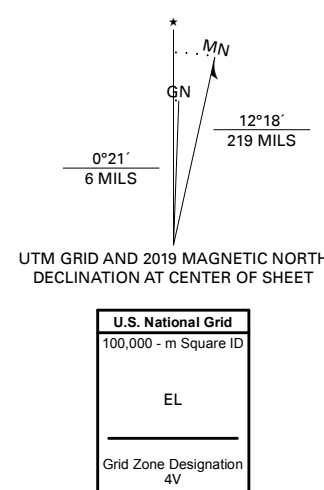 ★
MN
GN
0°21´
6 MILS
12°18´
219 MILS
UTM GRID AND 2019 MAGNETIC NORTH
DECLINATION AT CENTER OF SHEET
U.S. National Grid
100,000 - m Square ID
EL
Grid Zone Designation
4V